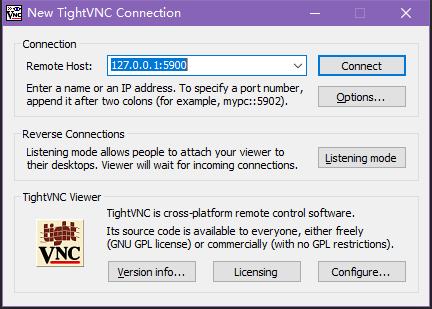 New TightVNC Connection
Connection
Remote Host: 127.0.0.1:5900
Connect
Enter a name or an IP address. To specify a port number,
append it after two colons (for example, mypc::5902).
Options...
Reverse Connections
Listening mode allows people to attach your viewer to
their desktops. Viewer will wait for incoming connections.
Listening mode
TightVNC Viewer
tight
VNC
TightVNC is cross-platform remote control software.
Its source code is available to everyone, either freely
(GNU GPL license) or commercially (with no GPL restrictions).
Version info...
Licensing
Configure...